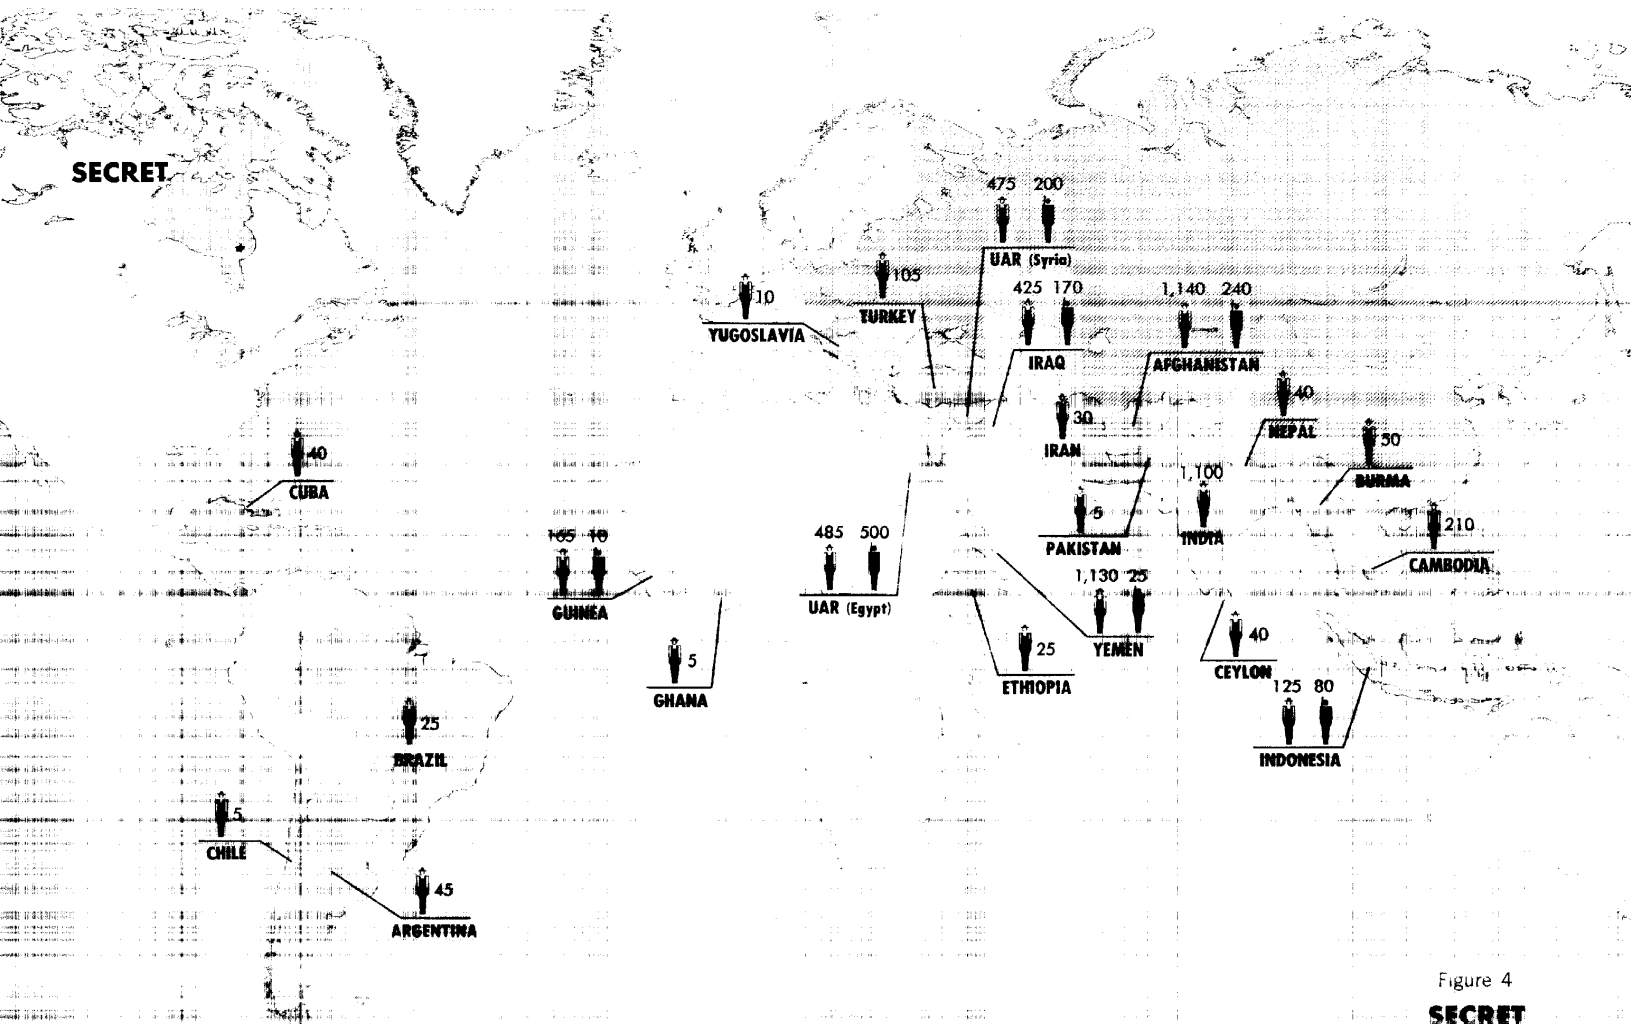 SECRET
475 200
UAR (Syria)
105
TURKEY
10
YUGOSLAVIA
425 170
IRAQ
1,140 240
AFGHANISTAN
40
NEPAL
30
IRAN
BURMA
40
CUBA
1,100
INDIA
5
PAKISTAN
210
CAMBODIA
GUINEA
485 500
UAR (Egypt)
1,130 25
YEMEN
5
GHANA
25
ETHIOPIA
40
CEYLON
125 80
INDONESIA
25
BRAZIL
5
CHILE
45
ARGENTINA
Figure 4
SECRET